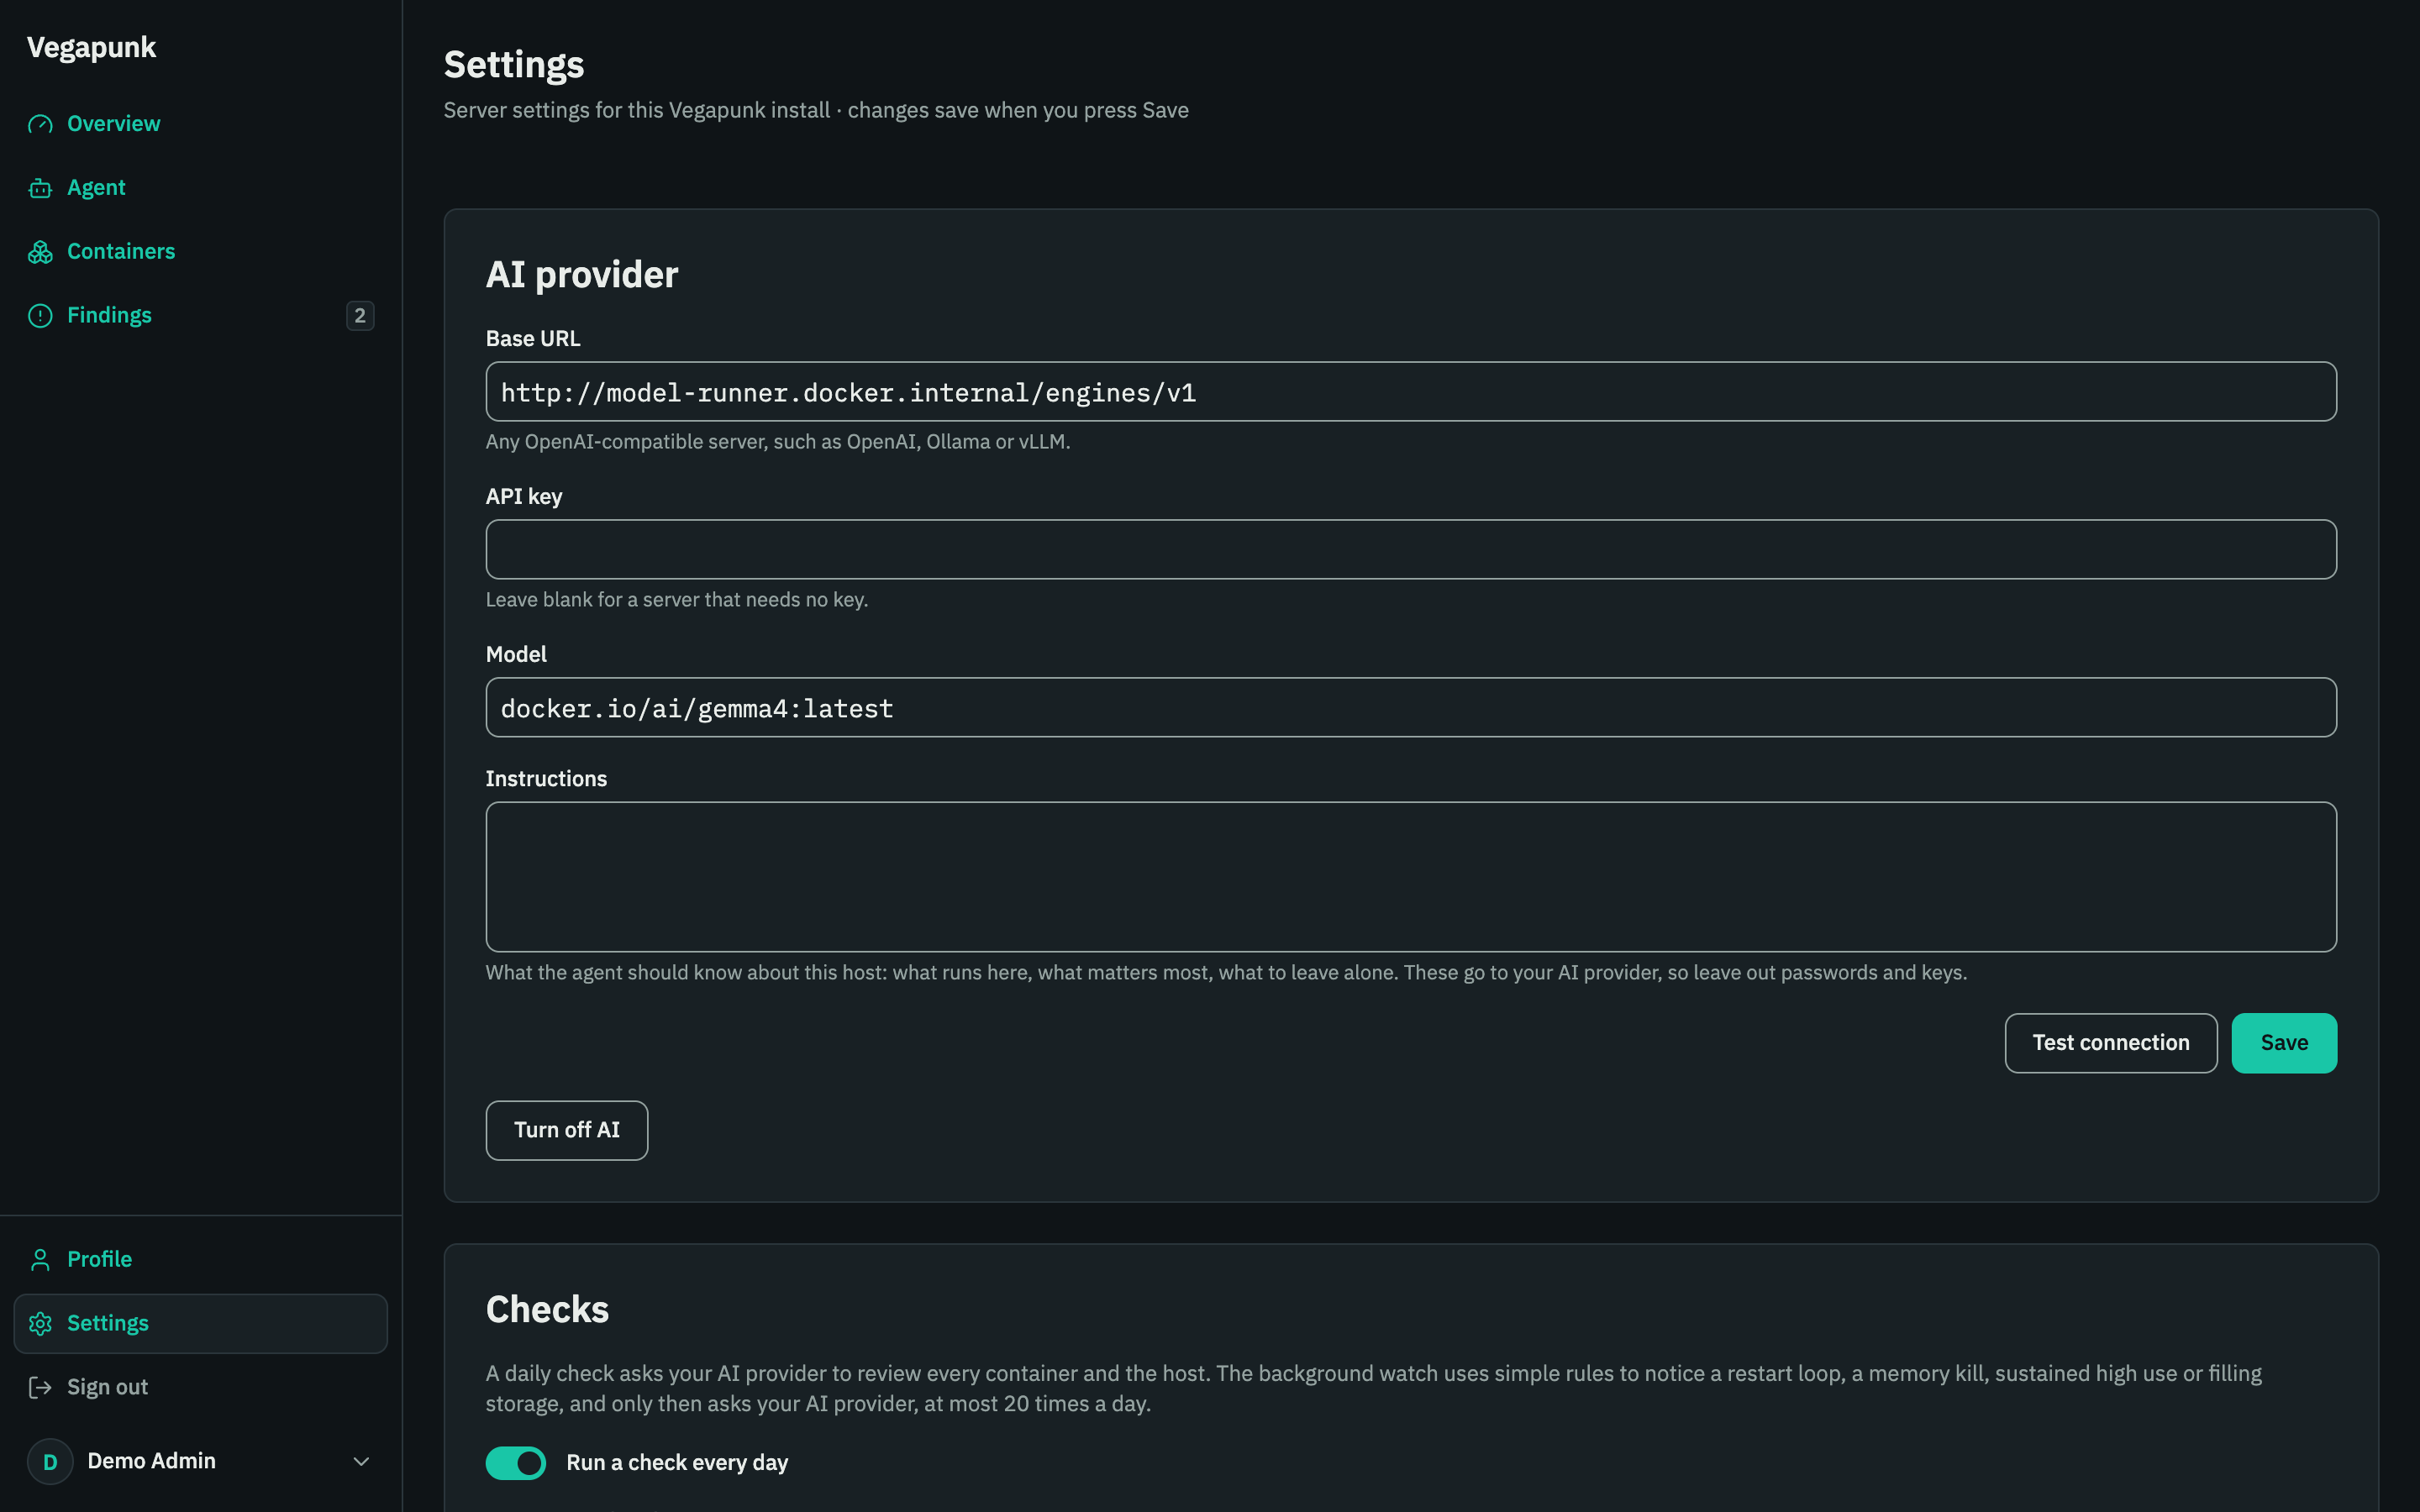 Vegapunk
Overview
Agent
Containers
Findings
2
Profile
Settings
Sign out
D
Demo Admin
Settings
Server settings for this Vegapunk install · changes save when you press Save
AI provider
Base URL
http://model-runner.docker.internal/engines/v1
Any OpenAI-compatible server, such as OpenAI, Ollama or vLLM.
API key
Leave blank for a server that needs no key.
Model
docker.io/ai/gemma4:latest
Instructions
What the agent should know about this host: what runs here, what matters most, what to leave alone. These go to your AI provider, so leave out passwords and keys.
Test connection
Save
Turn off AI
Checks
A daily check asks your AI provider to review every container and the host. The background watch uses simple rules to notice a restart loop, a memory kill, sustained high use or filling
storage, and only then asks your AI provider, at most 20 times a day.
Run a check every day